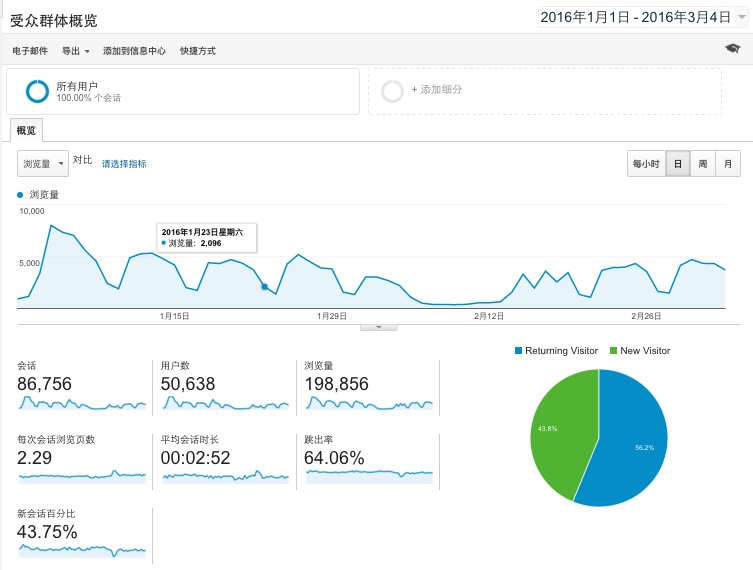 受众群体概览
2016年1月1日 - 2016年3月4日
电子邮件 导出 添加到信息中心 快捷方式
所有用户
100.00% 个会话
+ 添加细分
概览
浏览量 对比 请选择指标
每小时 日 周 月
浏览量
10,000
5,000
2016年1月23日星期六
浏览量: 2,096
1月15日 1月29日 2月12日 2月26日
会话
86,756
用户数
50,638
浏览量
198,856
每次会话浏览页数
2.29
平均会话时长
00:02:52
跳出率
64.06%
新会话百分比
43.75%
Returning Visitor New Visitor
43.8%
56.2%